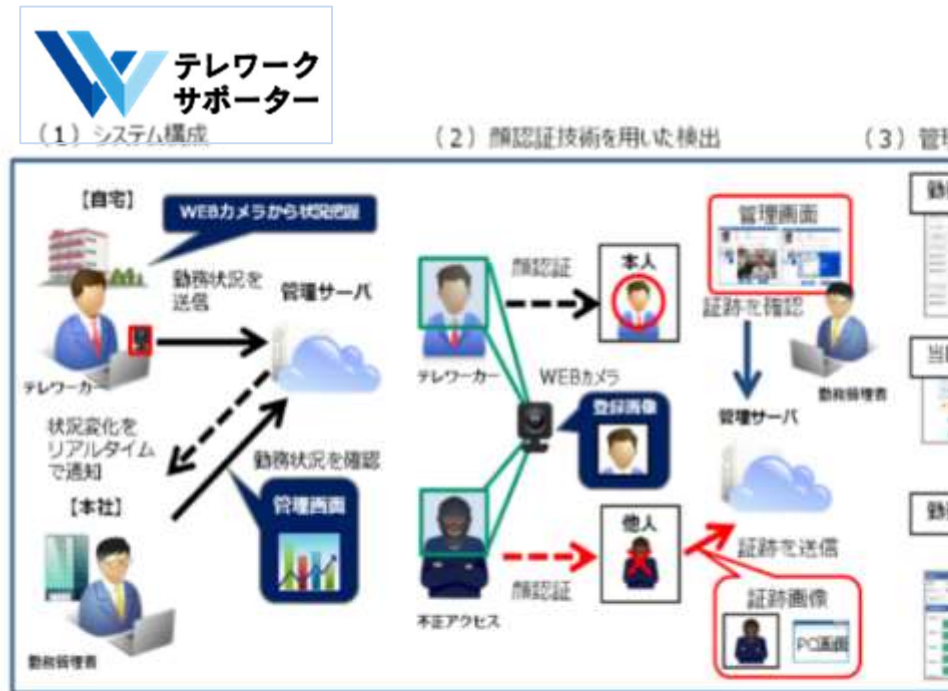 テレワーク
サポーター
(1) システム構成
(2) 顔認証技術を用いた検出
(3) 管理
【自宅】
WEBカメラから状況把握
勤務状況を
送信
管理サーバ
テレワーカー
状況変化を
リアルタイム
で通知
勤務状況を確認
【本社】
管理画面
勤務管理者
顔認証
本人
テレワーカー
WEBカメラ
登録画像
他人
顔認証
不正アクセス
管理画面
証跡を確認
勤務管理者
管理サーバ
証跡を送信
証跡画像
PC画面
勤
当
勤